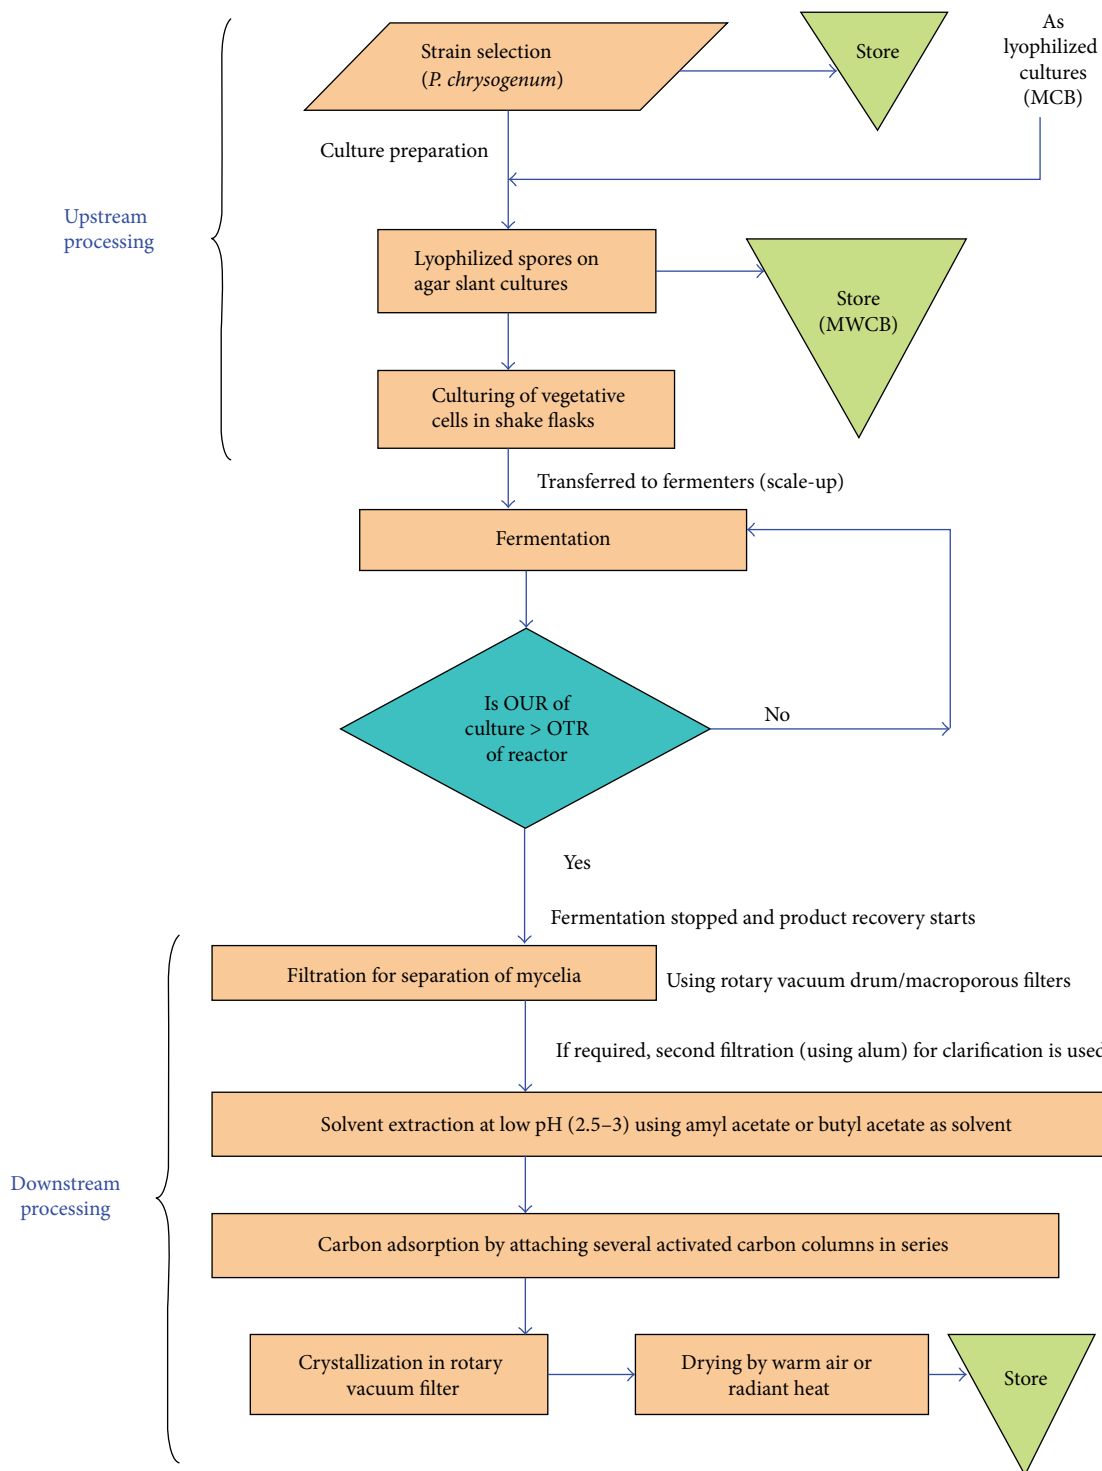 Strain selection
(P. chrysogenum)
Store
As
lyophilized
cultures
(MCB)
Culture preparation
Upstream
processing
Lyophilized spores on
agar slant cultures
Store
(MWCB)
Culturing of vegetative
cells in shake flasks
Transferred to fermenters (scale-up)
Fermentation
Is OUR of
culture > OTR
of reactor
No
Yes
Fermentation stopped and product recovery starts
Filtration for separation of mycelia
Using rotary vacuum drum/macroporous filters
If required, second filtration (using alum) for clarification is used
Solvent extraction at low pH (2.5–3) using amyl acetate or butyl acetate as solvent
Downstream
processing
Carbon adsorption by attaching several activated carbon columns in series
Crystallization in rotary
vacuum filter
Drying by warm air or
radiant heat
Store